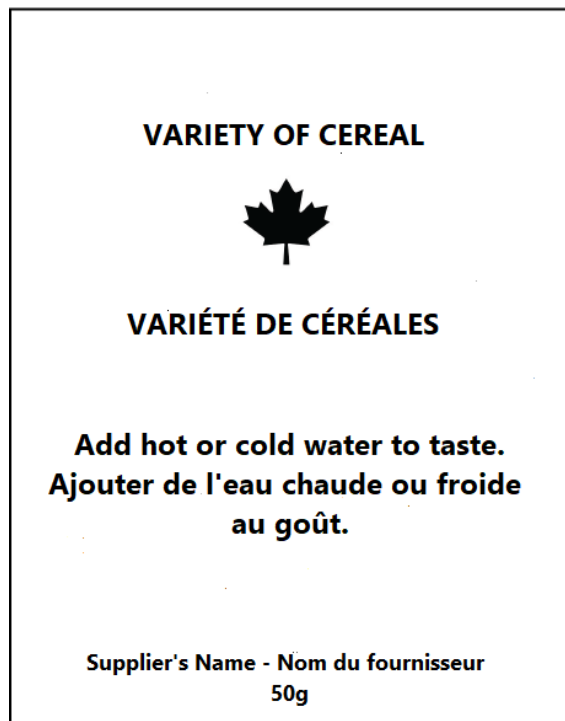 VARIETY OF CEREAL
VARIÉTÉ DE CÉRÉALES
Add hot or cold water to taste.
Ajouter de l'eau chaude ou froide
au goût.
Supplier's Name - Nom du fournisseur
50g